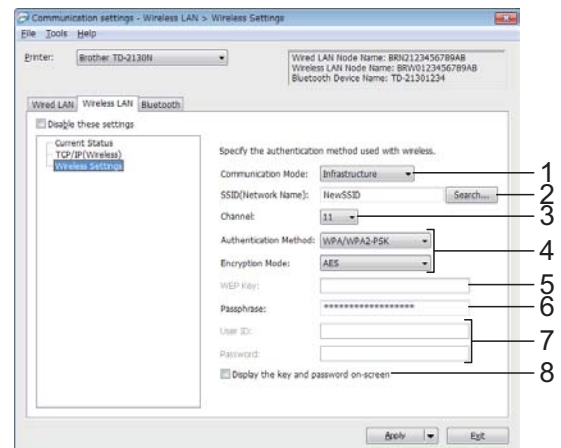 Communication settings - Wireless LAN > Wireless Settings
File Tools Help
Printer: Brother TD-2130N
Wired LAN Node Name: BRN2123456789AB
Wireless LAN Node Name: BRW0123456789AB
Bluetooth Device Name: TD-21301234
Wired LAN Wireless LAN Bluetooth
Disable these settings
Current Status
TCP/IP(Wireless)
Wireless Settings
Specify the authentication method used with wireless.
Communication Mode: Infrastructure 1
SSID(Network Name): NewSSID Search... 2
Channel: 11 3
Authentication Method: WPA/WPA2-PSK
4
Encryption Mode: AES
WEP Key: 5
Passphrase: ****************** 6
User ID:
7
Password:
Display the key and password on-screen 8
Apply Exit